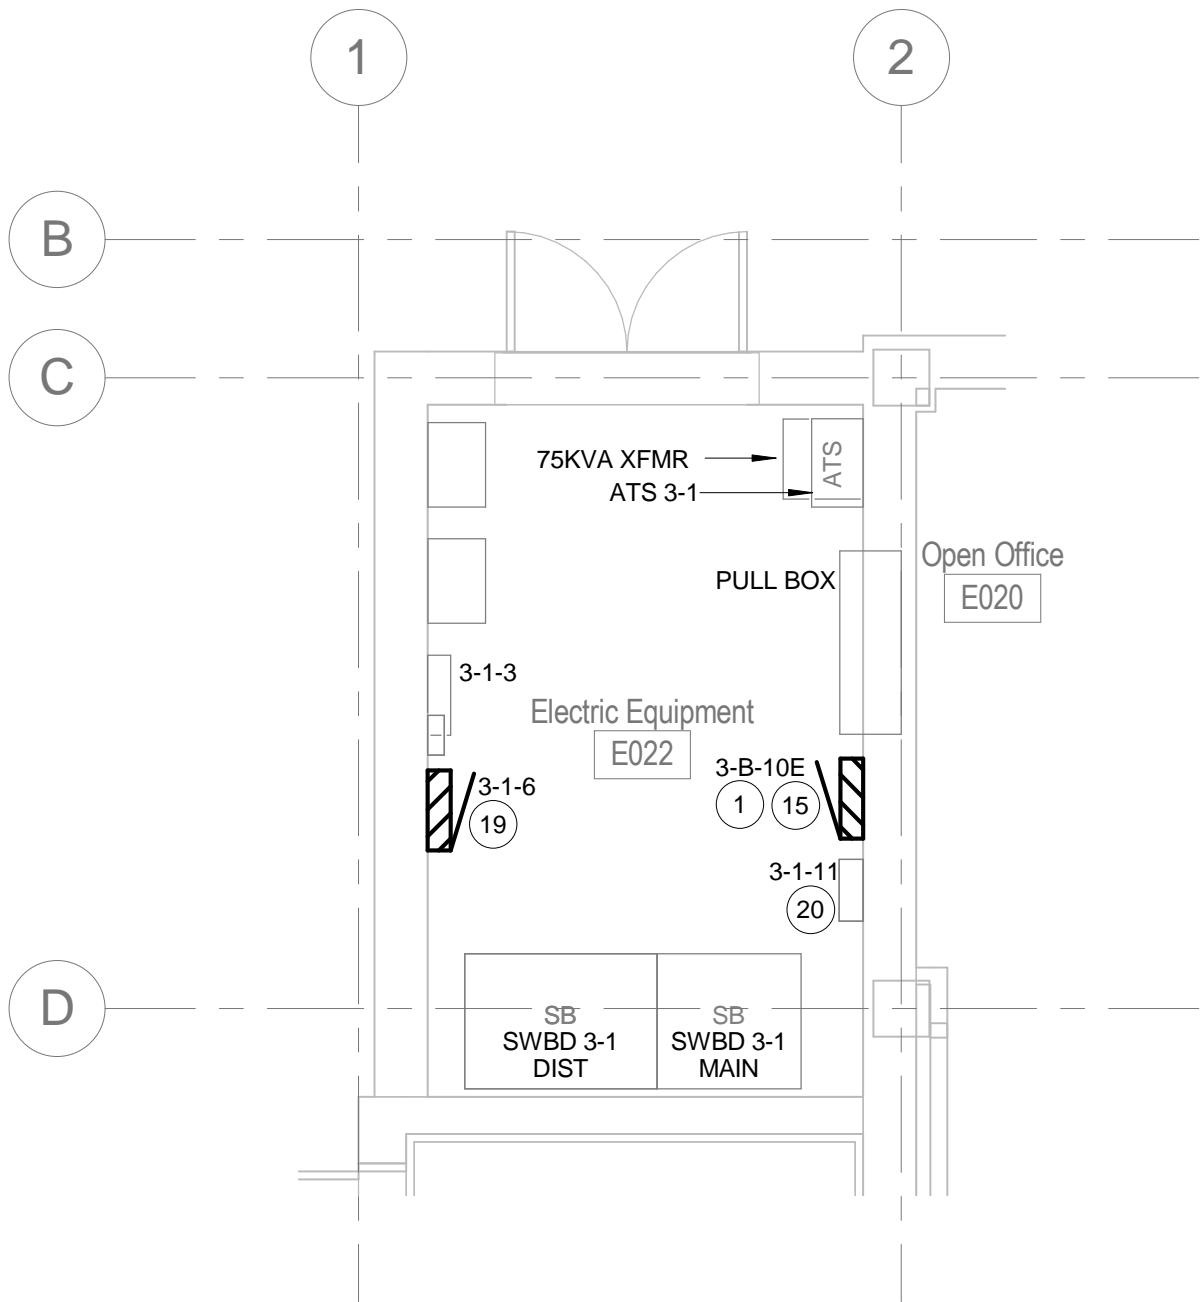 1
2
B
C
75KVA XFMR
ATS
ATS 3-1
Open Office
PULL BOX
E020
3-1-3
Electric Equipment
E022
3-B-10E
3-1-6
1
15
19
3-1-11
20
D
SB
SB
SWBD 3-1
DIST
SWBD 3-1
MAIN